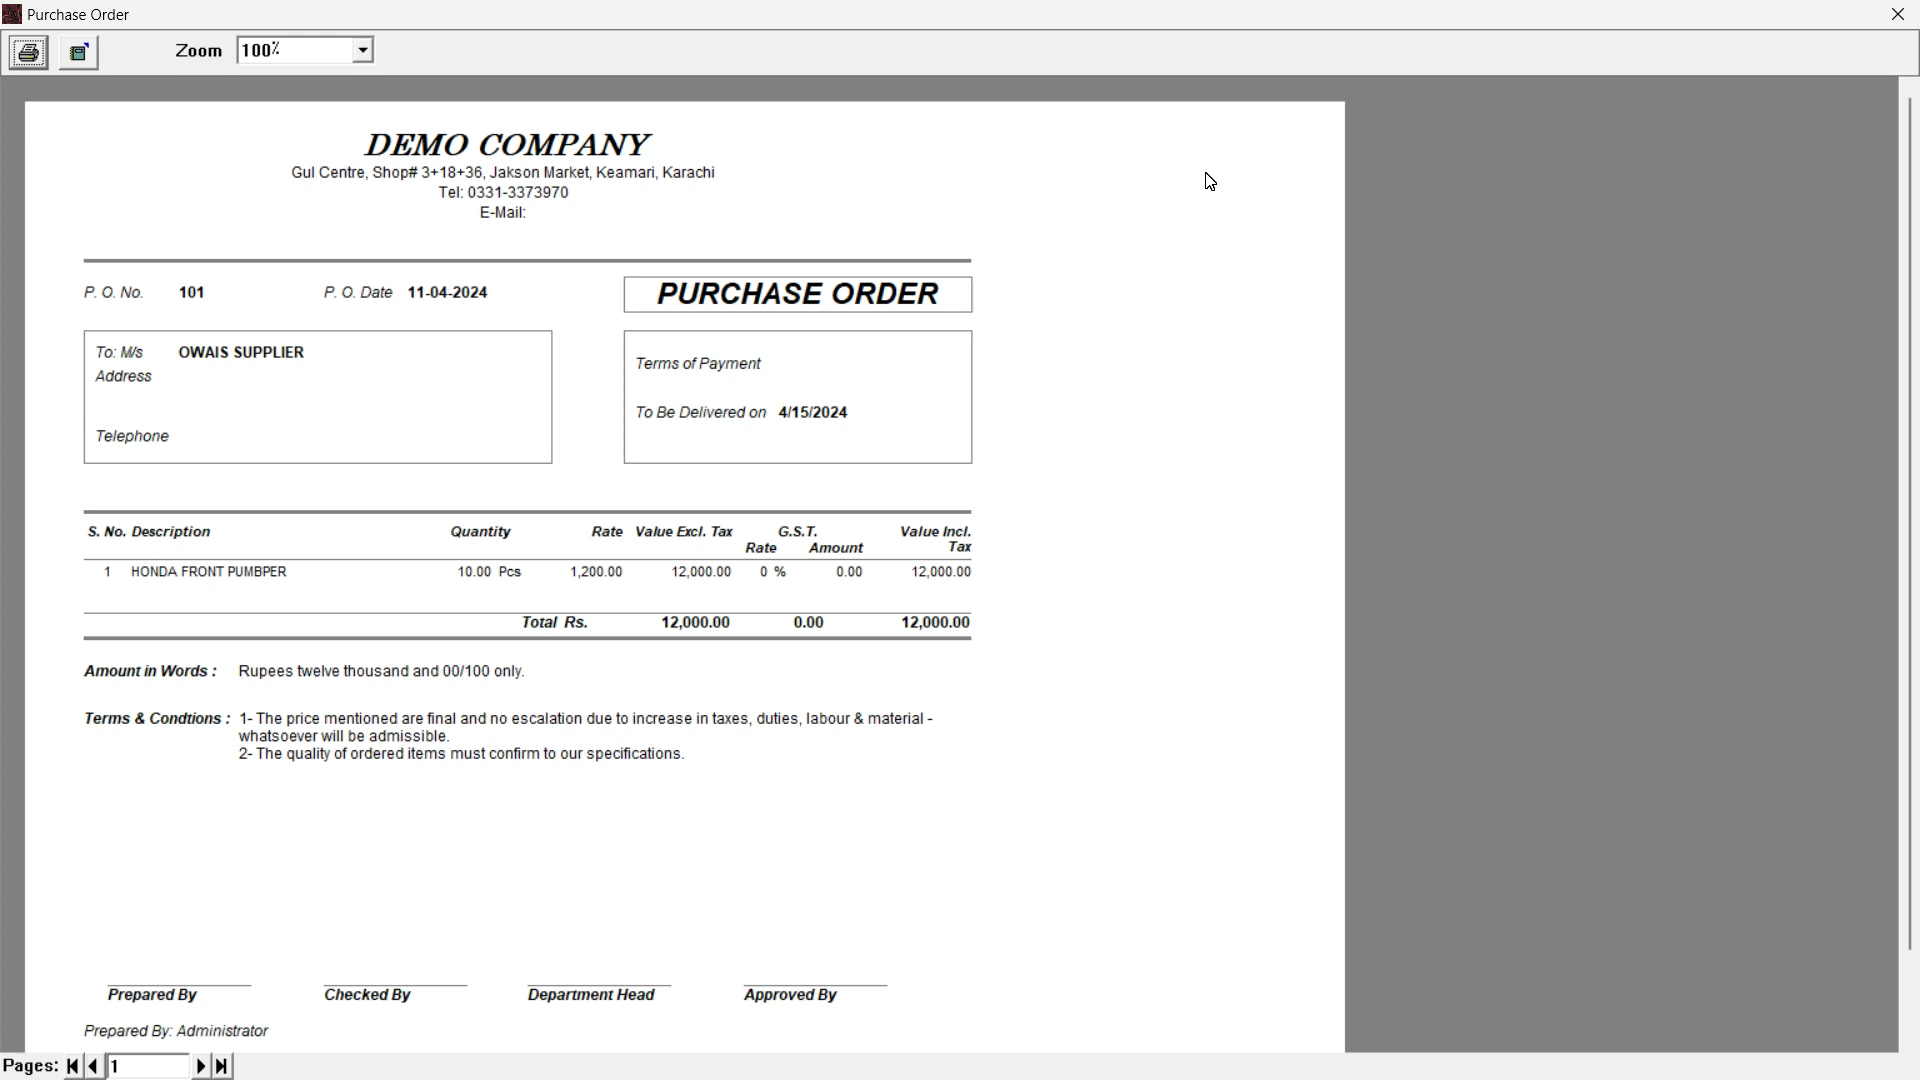 Purchase Order
Zoom 100%
DEMO COMPANY
Gul Centre, Shop# 3+18+36, Jakson Market, Keamari, Karachi
Tel: 0331-3373970
E-Mail:
P. O. No. 101 P. O. Date 11-04-2024 PURCHASE ORDER
To: M/s OWAIS SUPPLIER
Address
Telephone
Terms of Payment
To Be Delivered on 4/15/2024
S. No. Description Quantity Rate Value Excl. Tax G.S.T. Value Incl.
Rate Amount Tax
1 HONDA FRONT PUMBPER 10.00 Pcs 1,200.00 12,000.00 0 % 0.00 12,000.00
Total Rs. 12,000.00 0.00 12,000.00
Amount in Words : Rupees twelve thousand and 00/100 only.
Terms & Condtions : 1- The price mentioned are final and no escalation due to increase in taxes, duties, labour & material -
whatsoever will be admissible.
2- The quality of ordered items must confirm to our specifications.
Prepared By Checked By Department Head Approved By
Prepared By: Administrator
Pages: 1